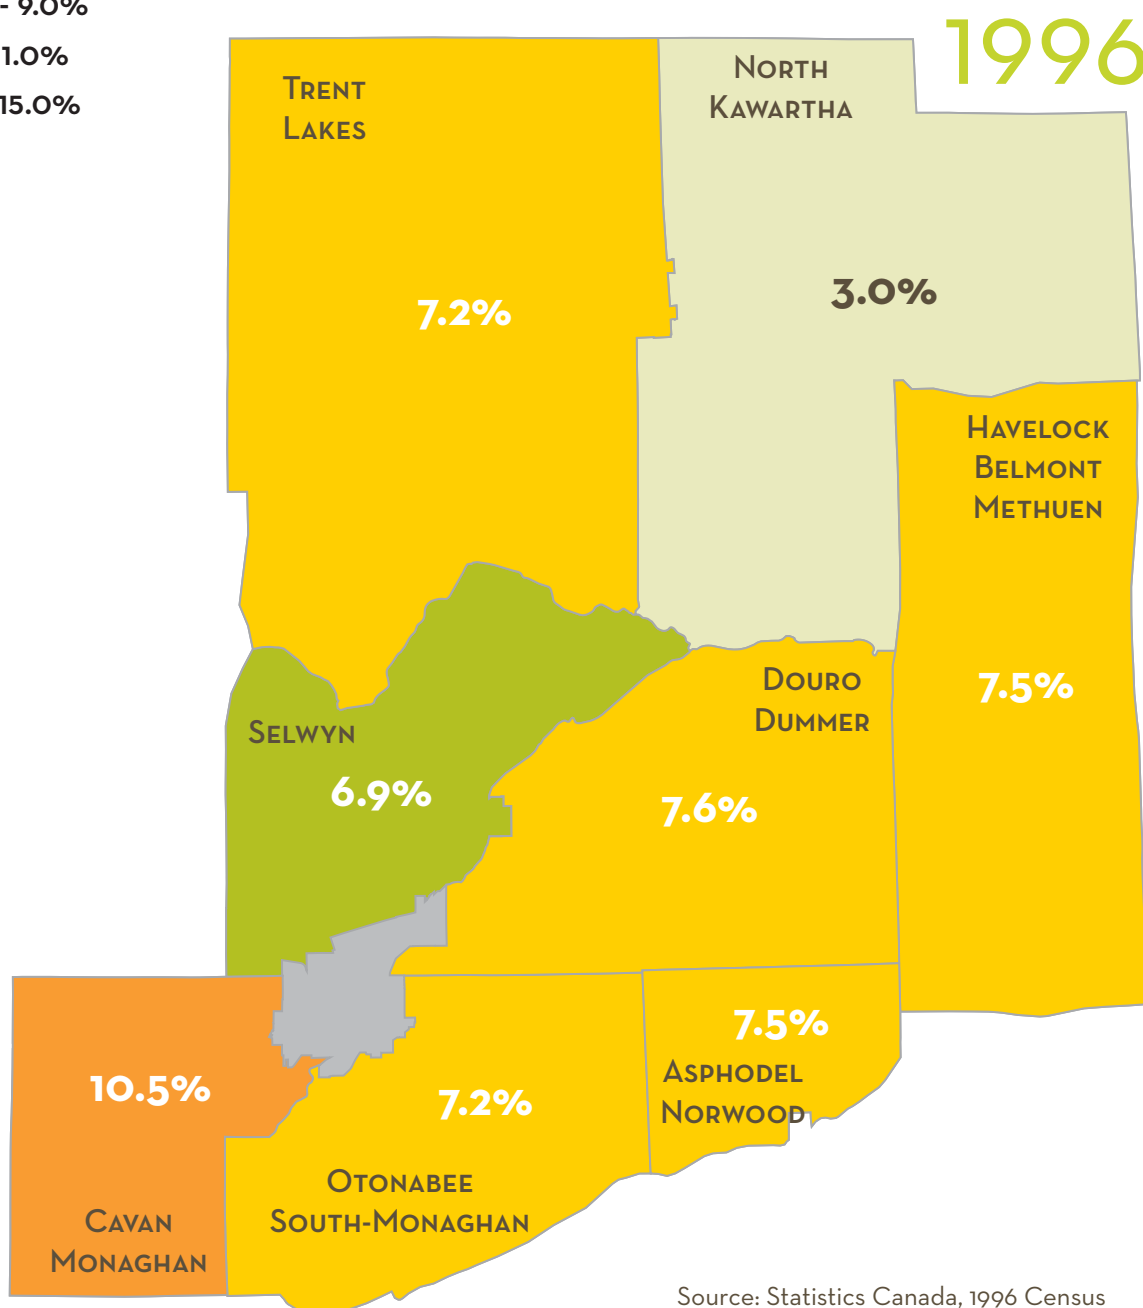 - 9.0%
1.0%
15.0%
1996
TRENT
LAKES
NORTH
KAWARTHA
7.2%
3.0%
HAVELOCK
BELMONT
METHUEN
7.5%
DOURO
DUMMER
SELWYN
6.9%
7.6%
7.5%
ASPHODEL
NORWOOD
10.5%
7.2%
OTONABEE
SOUTH-MONAGHAN
CAVAN
MONAGHAN
Source: Statistics Canada, 1996 Census